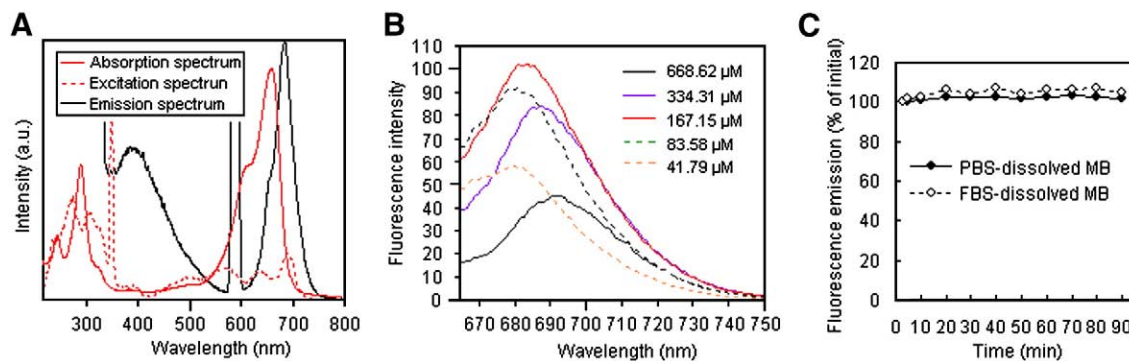 A
Absorption spectrum
Excitation spectrun
Emission spectrum
Intensity (a.u.)
300 400 500 600 700 800
Wavelength (nm)
B
110
100
90
80
70
60
50
40
30
20
10
0
Fluorescence intensity
668.62 µM
334.31 µM
167.15 µM
83.58 µM
41.79 µM
670 680 690 700 710 720 730 740 750
Wavelength (nm)
C
120
100
80
60
40
20
0
Fluorescence emission (% of initial)
PBS-dissolved MB
FBS-dissolved MB
0 10 20 30 40 50 60 70 80 90
Time (min)